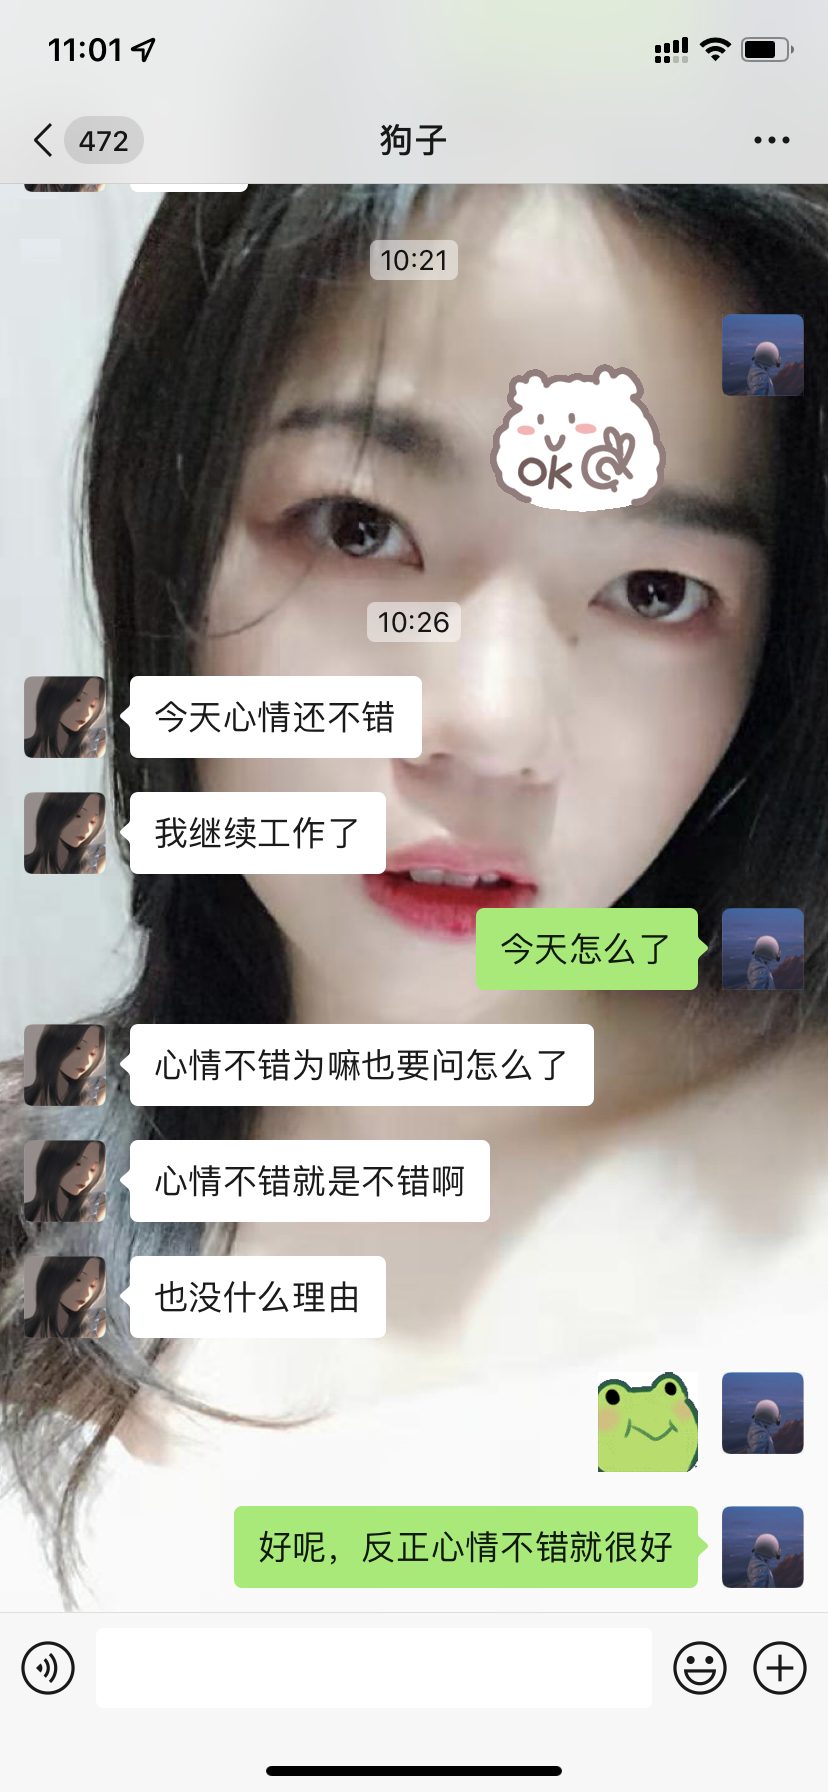 11:01
472
狗子
10:21
OK
10:26
今天心情还不错
我继续工作了
今天怎么了
心情不错为嘛也要问怎么了
心情不错就是不错啊
也没什么理由
好呢，反正心情不错就很好